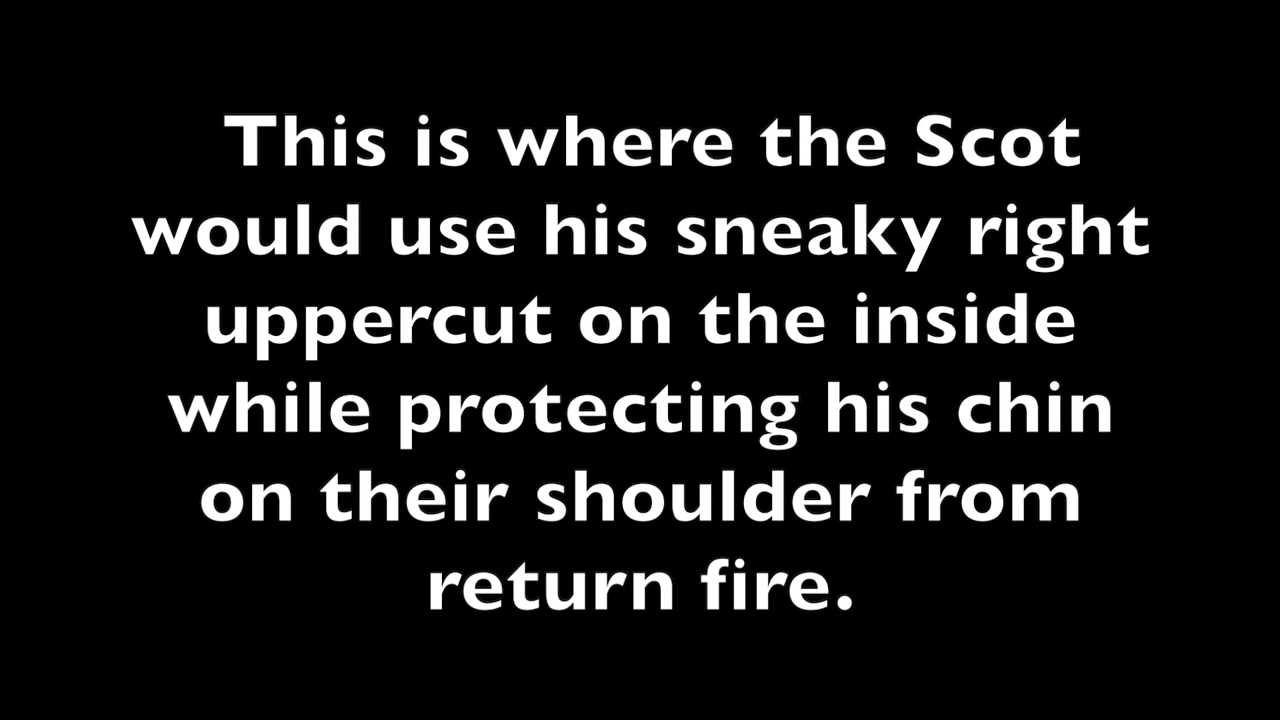 This is where the Scot
would use his sneaky right
uppercut on the inside
while protecting his chin
on their shoulder from
return fire.